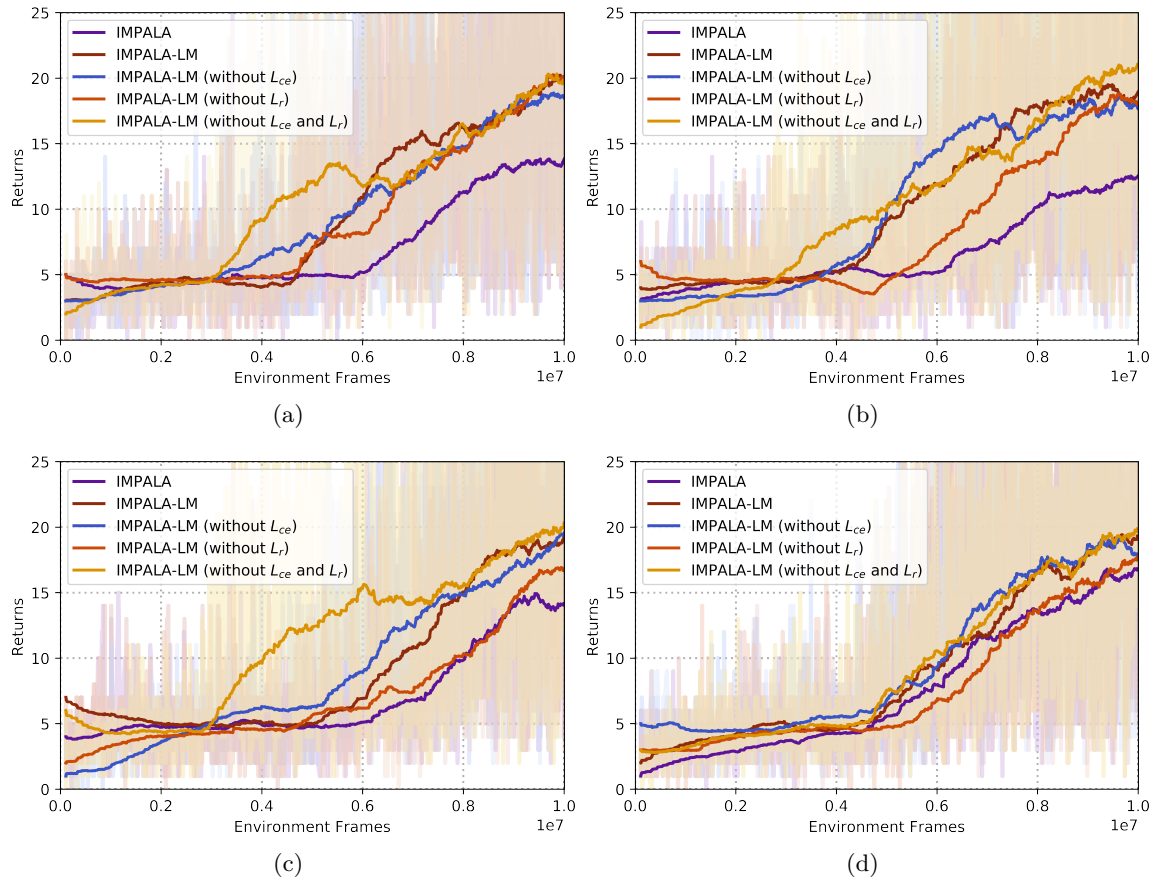 25
20
15
10
5
0
Returns
IMPALA
IMPALA-LM
IMPALA-LM (without L_ce)
IMPALA-LM (without L_r)
IMPALA-LM (without L_ce and L_r)
0.0 0.2 0.4 0.6 0.8 1.0
Environment Frames
1e7
(a)
25
20
15
10
5
0
Returns
IMPALA
IMPALA-LM
IMPALA-LM (without L_ce)
IMPALA-LM (without L_r)
IMPALA-LM (without L_ce and L_r)
0.0 0.2 0.4 0.6 0.8 1.0
Environment Frames
1e7
(b)
25
20
15
10
5
0
Returns
IMPALA
IMPALA-LM
IMPALA-LM (without L_ce)
IMPALA-LM (without L_r)
IMPALA-LM (without L_ce and L_r)
0.0 0.2 0.4 0.6 0.8 1.0
Environment Frames
1e7
(c)
25
20
15
10
5
0
Returns
IMPALA
IMPALA-LM
IMPALA-LM (without L_ce)
IMPALA-LM (without L_r)
IMPALA-LM (without L_ce and L_r)
0.0 0.2 0.4 0.6 0.8 1.0
Environment Frames
1e7
(d)